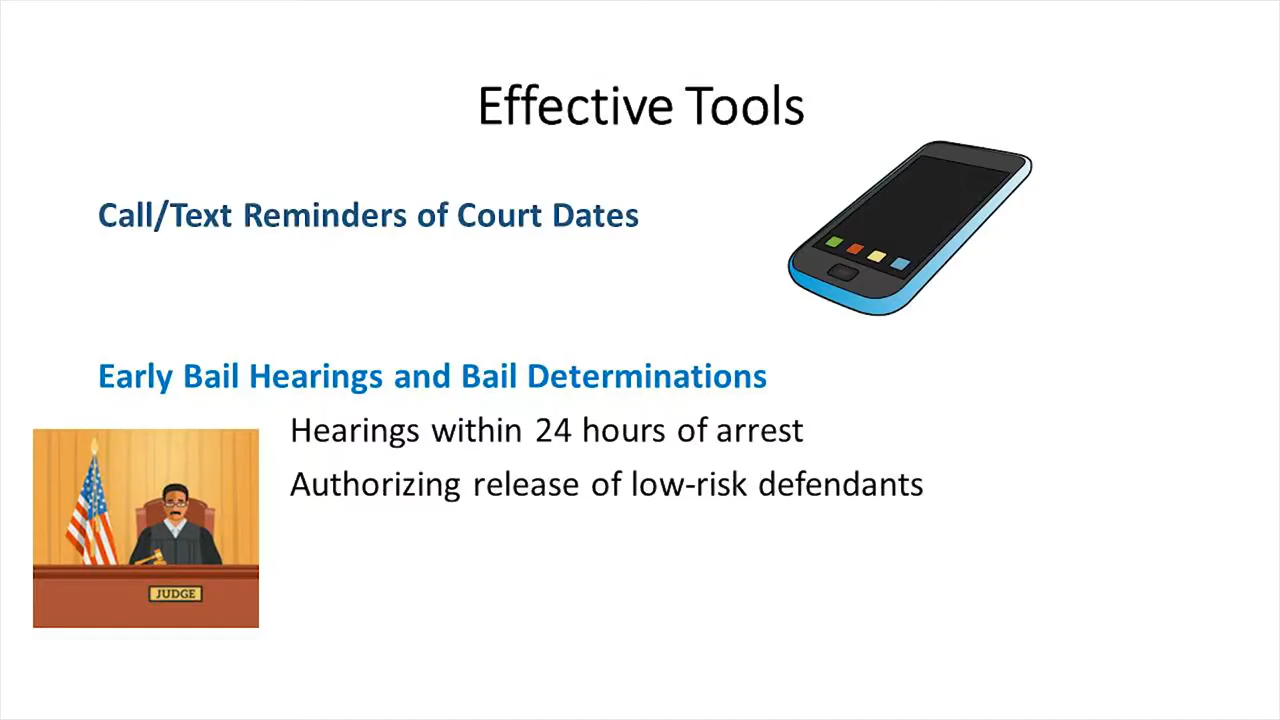 Effective Tools
Call/Text Reminders of Court Dates
Early Bail Hearings and Bail Determinations
Hearings within 24 hours of arrest
Authorizing release of low-risk defendants
JUDGE